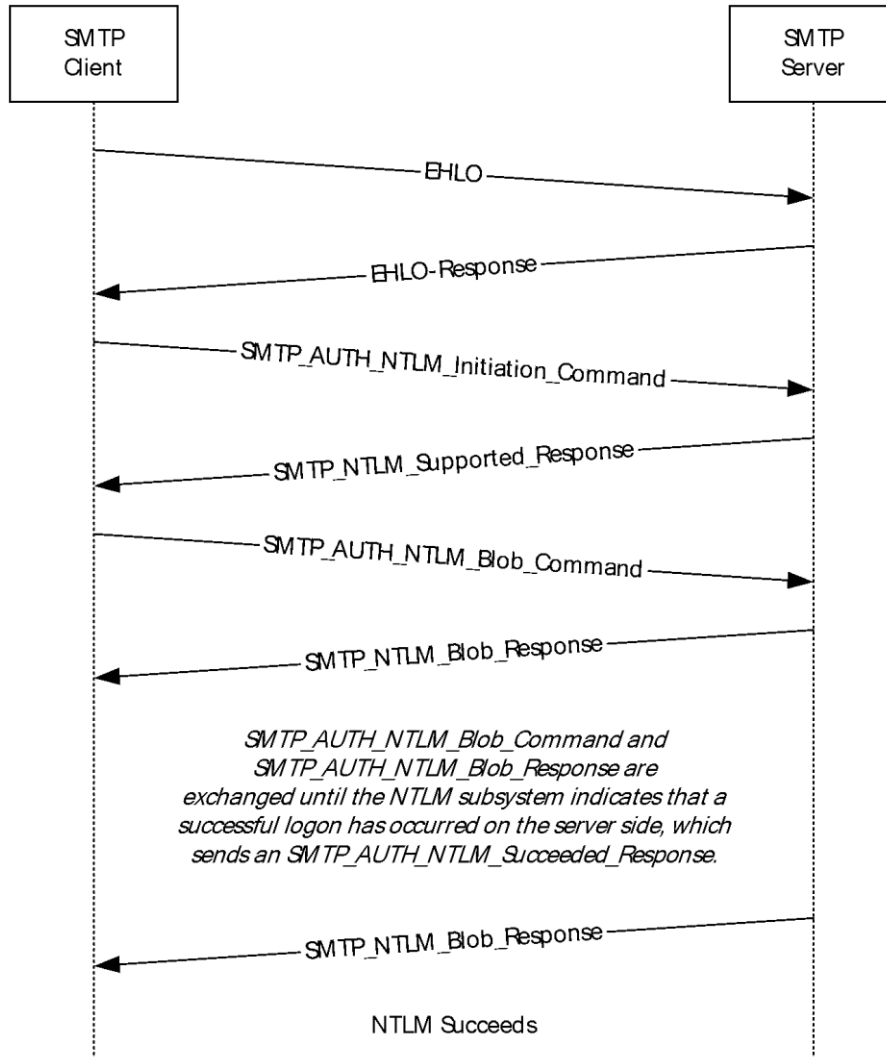 SMTP
Client
SMTP
Server
EHLO
EHLO-Response
SMTP_AUTH_NTLM_Initiation_Command
SMTP_NTLM_Supported_Response
SMTP_AUTH_NTLM_Blob_Command
SMTP_NTLM_Blob_Response
SMTP_AUTH_NTLM_Blob_Command and
SMTP_AUTH_NTLM_Blob_Response are
exchanged until the NTLM subsystem indicates that a
successful logon has occurred on the server side, which
sends an SMTP_AUTH_NTLM_Succeeded_Response.
SMTP_NTLM_Blob_Response
NTLM Succeeds